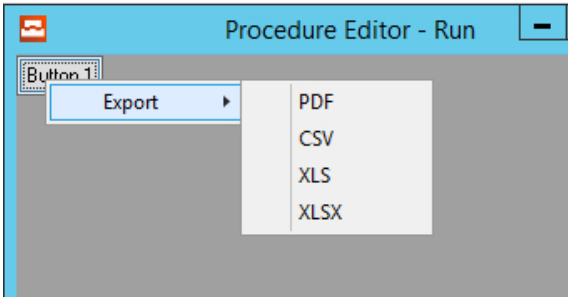 Procedure Editor - Run
Button 1
Export
PDF
CSV
XLS
XLSX